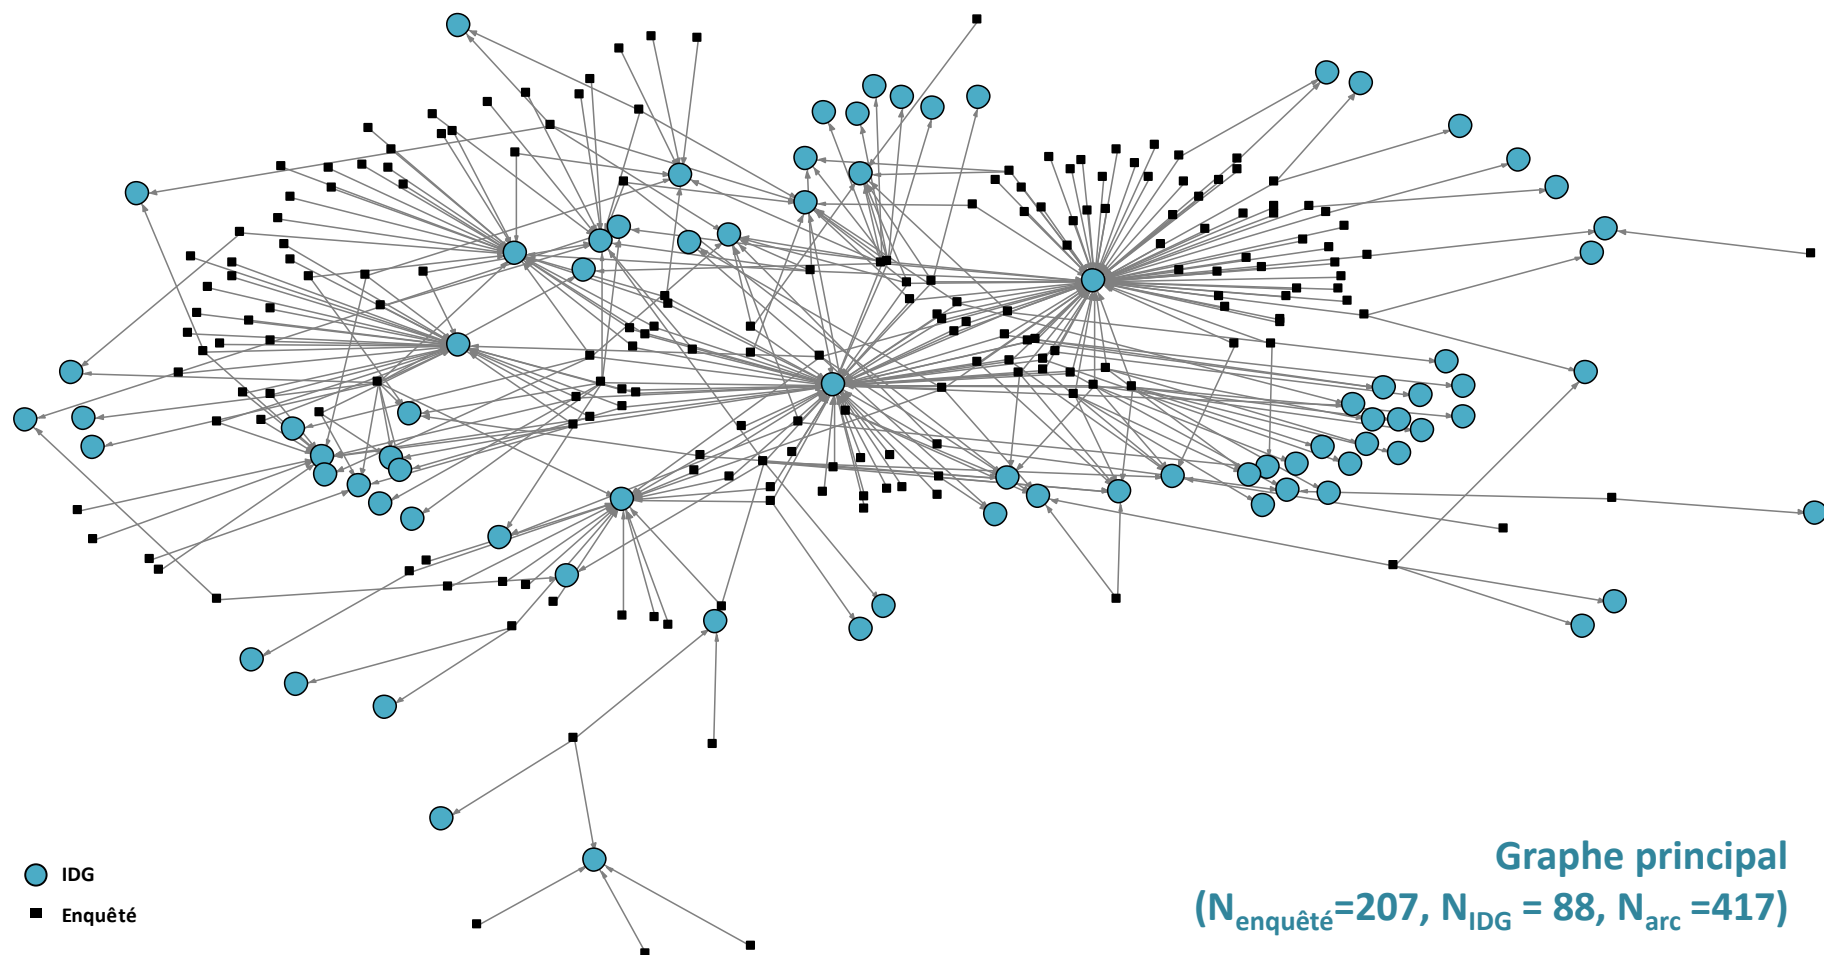 IDG
Enquêté
Graphe principal
(Nenquêté=207, NIDG = 88, Narc =417)